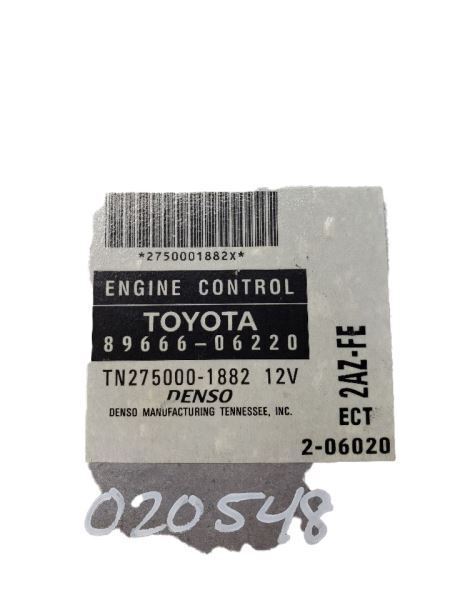 *2750001882X*
ENGINE CONTROL
TOYOTA
89666-06220
TN275000-1882 12V
DENSO
DENSO MANUFACTURING TENNESSEE, INC.
2AZ-FE
ECT
2-06020
020548